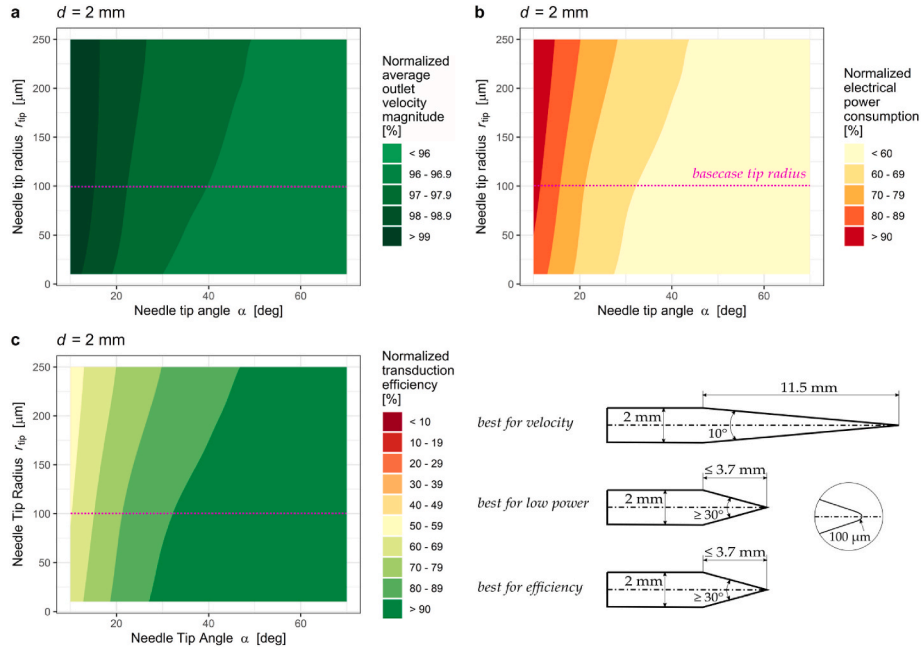 a
d = 2 mm
250
200
150
100
50
0
Needle tip radius r_tip [μm]
20
40
60
Needle tip angle α [deg]
Normalized
average
outlet
velocity
magnitude
[%]
< 96
96 - 96.9
97 - 97.9
98 - 98.9
> 99
b
d = 2 mm
250
200
150
100
50
0
Needle tip radius r_tip [μm]
basecase tip radius
20
40
60
Needle tip angle α [deg]
Normalized
electrical
power
consumption
[%]
< 60
60 - 69
70 - 79
80 - 89
> 90
c
d = 2 mm
250
200
150
100
50
0
Needle Tip Radius r_tip [μm]
20
40
60
Needle Tip Angle α [deg]
Normalized
transduction
efficiency
[%]
< 10
10 - 19
20 - 29
30 - 39
40 - 49
50 - 59
60 - 69
70 - 79
80 - 89
> 90
11.5 mm
best for velocity
2 mm
10°
≤ 3.7 mm
best for low power
2 mm
≥ 30°
100 μm
≤ 3.7 mm
best for efficiency
2 mm
≥ 30°